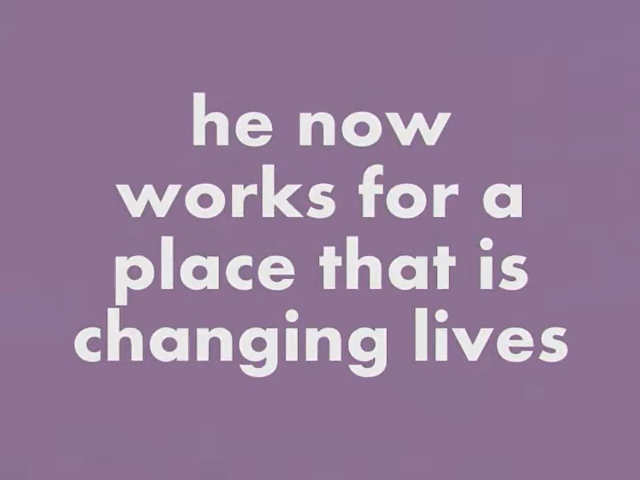 he now
works for a
place that is
changing lives